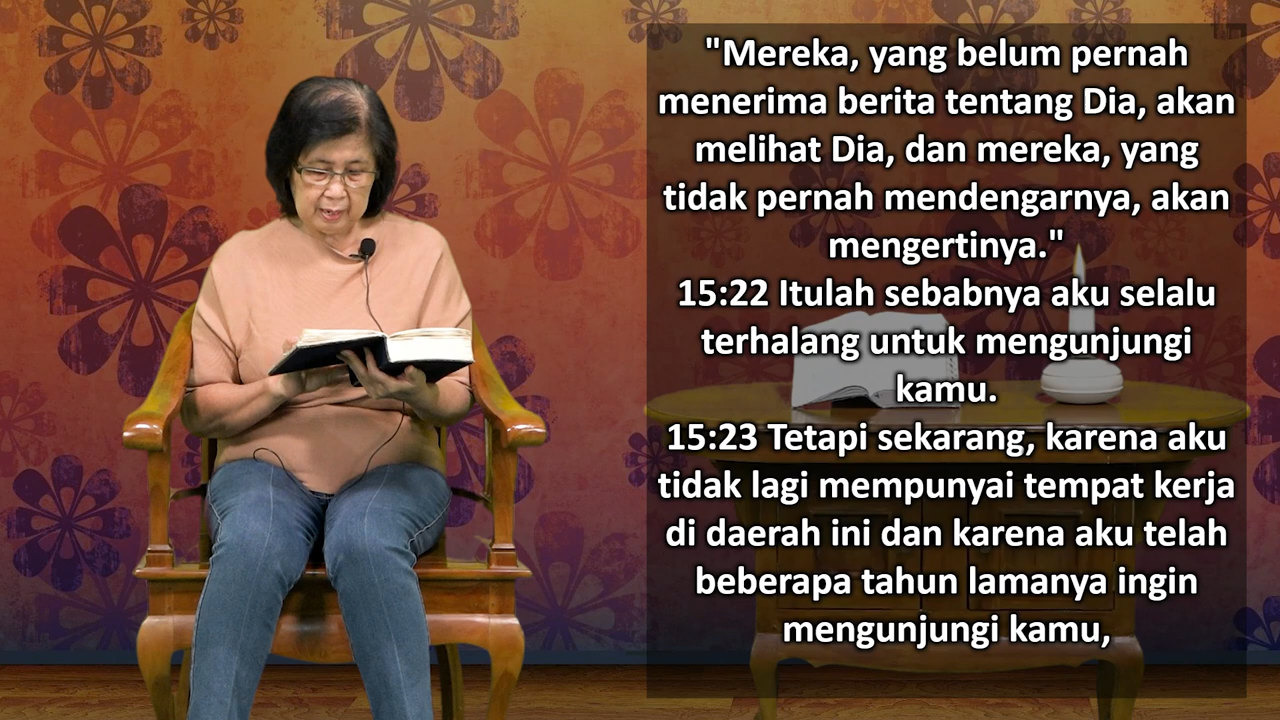 "Mereka, yang belum pernah
menerima berita tentang Dia, akan
melihat Dia, dan mereka, yang
tidak pernah mendengarnya, akan
mengertinya."
15:22 Itulah sebabnya aku selalu
terhalang untuk mengunjungi
kamu.
15:23 Tetapi sekarang, karena aku
tidak lagi mempunyai tempat kerja
di daerah ini dan karena aku telah
beberapa tahun lamanya ingin
mengunjungi kamu,